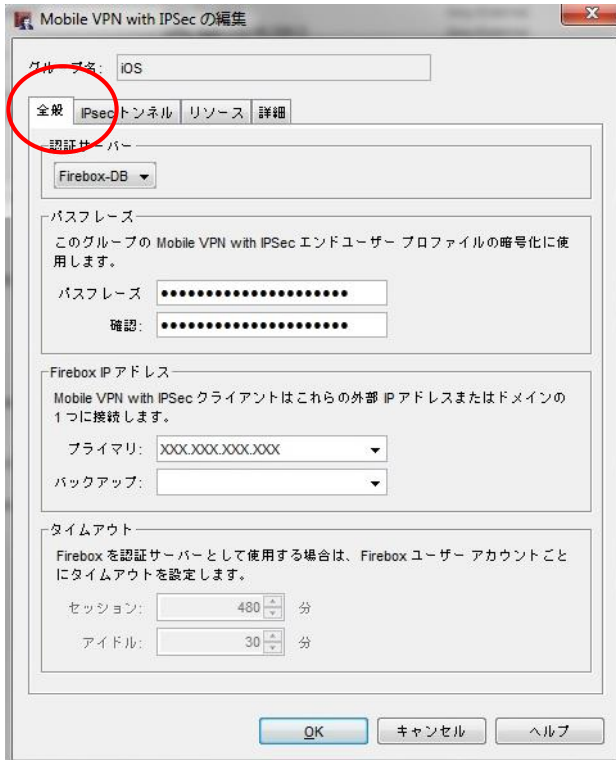 Mobile VPN with IPSec の編集
グループ名: iOS
全般 IPsec トンネル リソース 詳細
認証サーバー
Firebox-DB
パスフレーズ
このグループの Mobile VPN with IPSec エンドユーザー プロファイルの暗号化に使
用します。
パスフレーズ ●●●●●●●●●●●●●●●●●●●●●
確認: ●●●●●●●●●●●●●●●●●●●●●
Firebox IP アドレス
Mobile VPN with IPSec クライアントはこれらの外部 IP アドレスまたはドメインの
1 つに接続します。
プライマリ: XXX.XXX.XXX.XXX
バックアップ:
タイムアウト
Firebox を認証サーバーとして使用する場合は、Firebox ユーザー アカウントごと
にタイムアウトを設定します。
セッション: 480 分
アイドル: 30 分
OK キャンセル ヘルプ